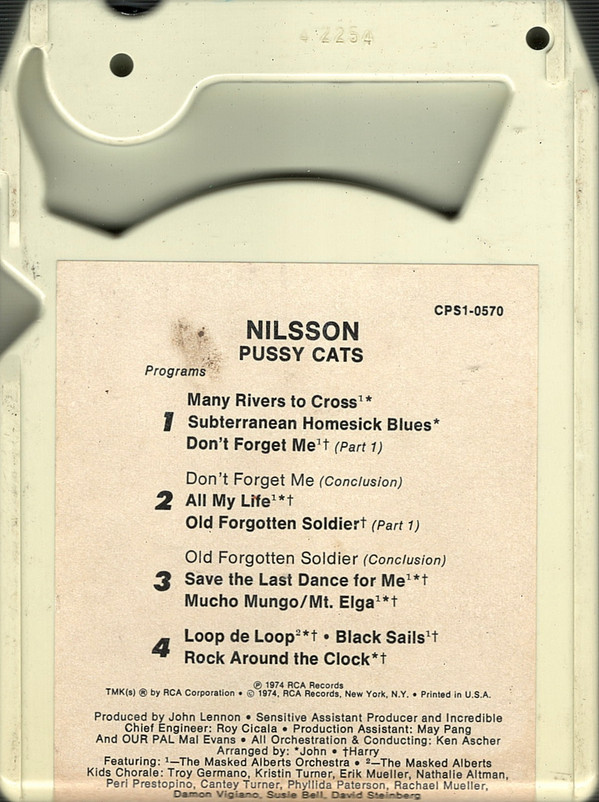 4 2254
CPS1-0570
NILSSON
PUSSY CATS
Programs
1
Many Rivers to Cross¹*
Subterranean Homesick Blues*
Don't Forget Me¹† (Part 1)
2
Don't Forget Me (Conclusion)
All My Life¹*†
Old Forgotten Soldier† (Part 1)
3
Old Forgotten Soldier (Conclusion)
Save the Last Dance for Me¹*†
Mucho Mungo/Mt. Elga¹*†
4
Loop de Loop²*† • Black Sails¹†
Rock Around the Clock*†
℗ 1974 RCA Records
TMK(s) ® by RCA Corporation • © 1974, RCA Records, New York, N.Y. • Printed in U.S.A.
Produced by John Lennon • Sensitive Assistant Producer and Incredible
Chief Engineer: Roy Cicala • Production Assistant: May Pang
And OUR PAL Mal Evans • All Orchestration & Conducting: Ken Ascher
Arranged by: *John • †Harry
Featuring: ¹—The Masked Alberts Orchestra • ²—The Masked Alberts
Kids Chorale: Troy Germano, Kristin Turner, Erik Mueller, Nathalie Altman,
Peri Prestopino, Cantey Turner, Phyllida Paterson, Rachael Mueller,
Damon Vigiano, Susie Bell, David Steinberg